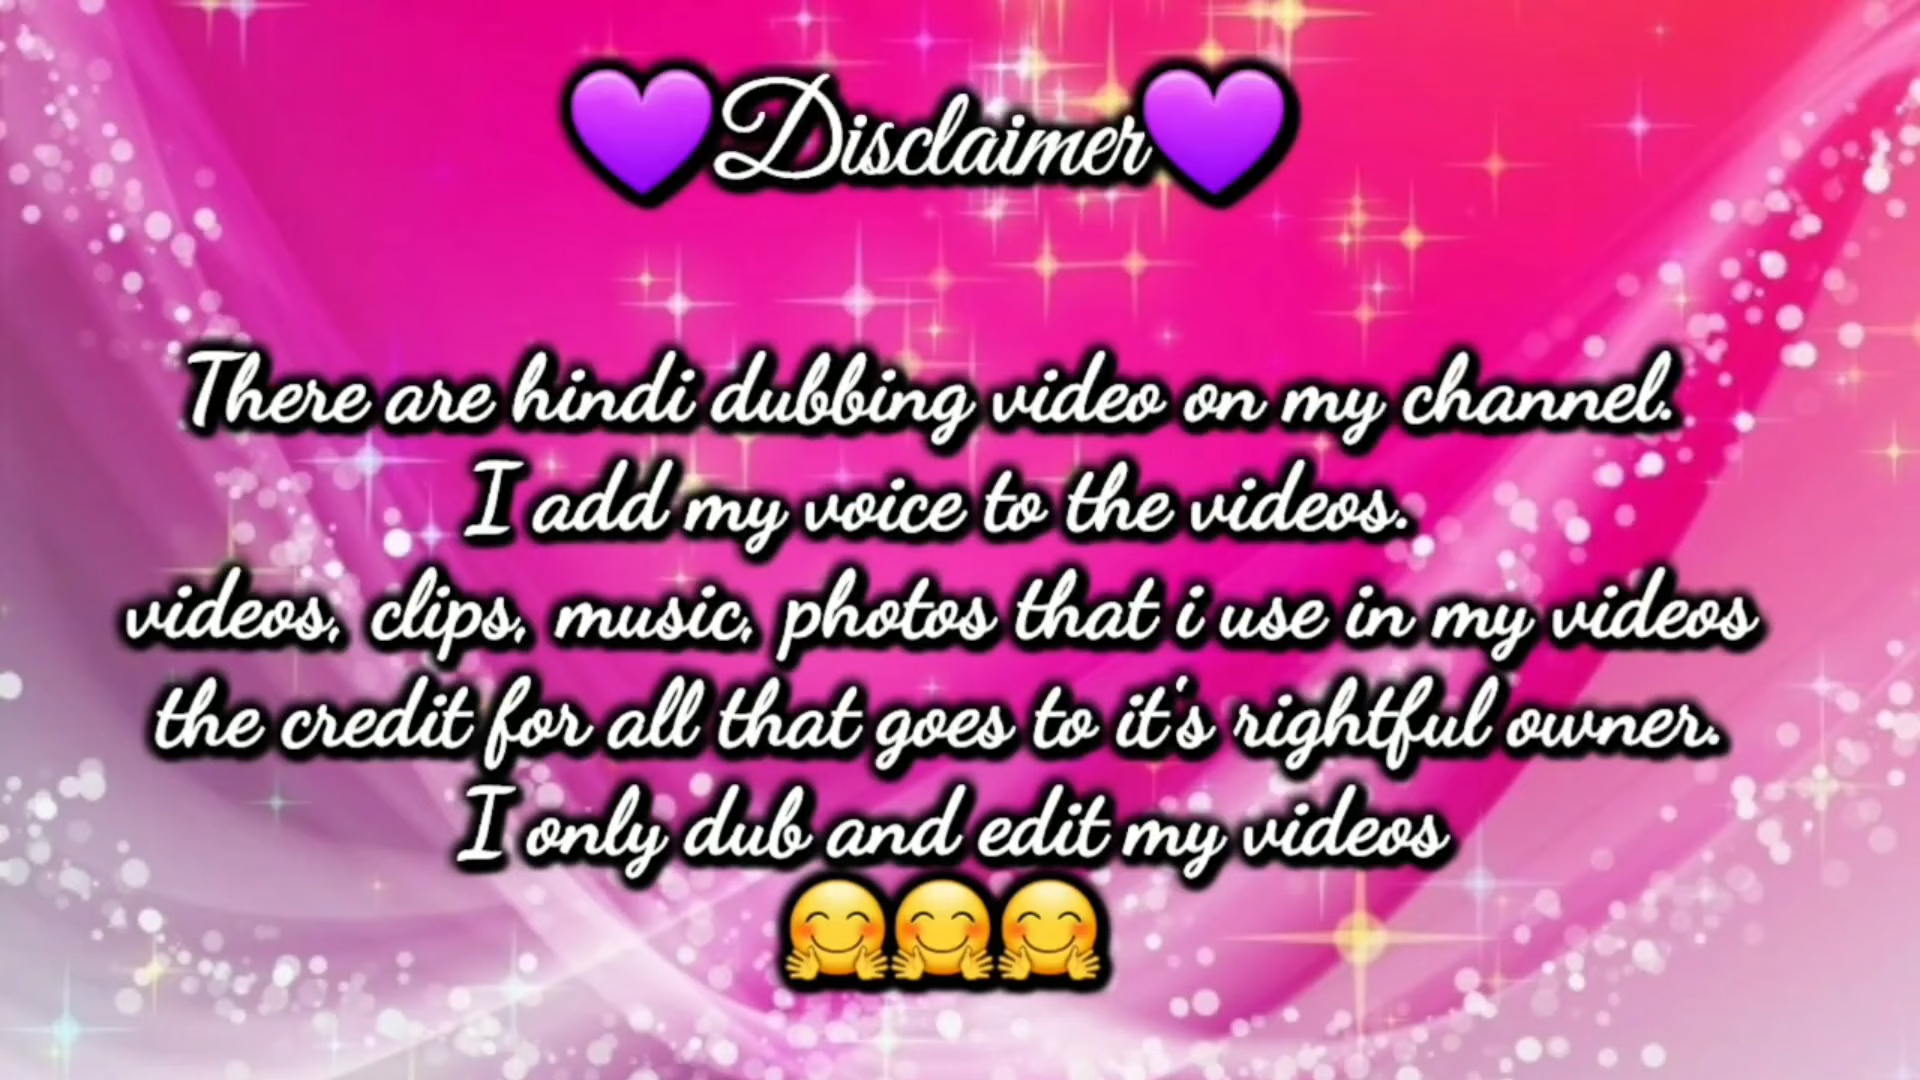 💜Disclaimer💜
There are hindi dubbing video on my channel.
I add my voice to the videos.
videos, clips, music, photos that i use in my videos
the credit for all that goes to it's rightful owner.
I only dub and edit my videos
🤗🤗🤗